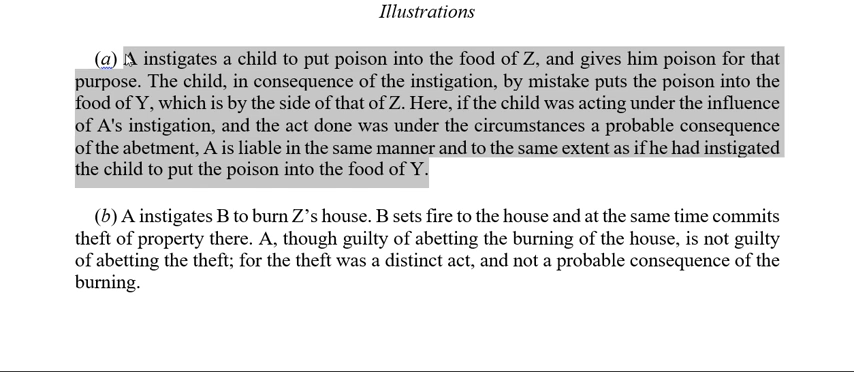 Illustrations
(a) A instigates a child to put poison into the food of Z, and gives him poison for that
purpose. The child, in consequence of the instigation, by mistake puts the poison into the
food of Y, which is by the side of that of Z. Here, if the child was acting under the influence
of A's instigation, and the act done was under the circumstances a probable consequence
of the abetment, A is liable in the same manner and to the same extent as if he had instigated
the child to put the poison into the food of Y.
(b) A instigates B to burn Z’s house. B sets fire to the house and at the same time commits
theft of property there. A, though guilty of abetting the burning of the house, is not guilty
of abetting the theft; for the theft was a distinct act, and not a probable consequence of the
burning.